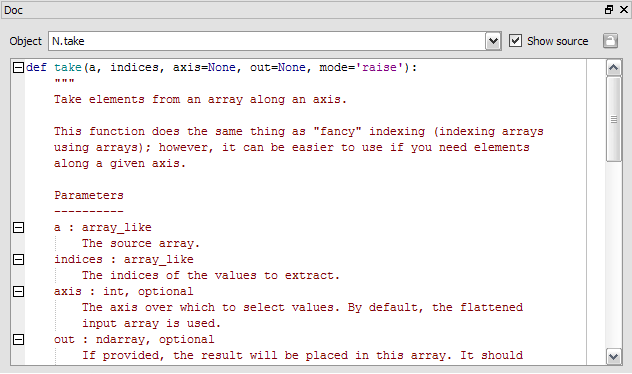 Doc
Object N.take Show source
def take(a, indices, axis=None, out=None, mode='raise'):
"""
Take elements from an array along an axis.
This function does the same thing as "fancy" indexing (indexing arrays
using arrays); however, it can be easier to use if you need elements
along a given axis.
Parameters
----------
a : array_like
The source array.
indices : array_like
The indices of the values to extract.
axis : int, optional
The axis over which to select values. By default, the flattened
input array is used.
out : ndarray, optional
If provided, the result will be placed in this array. It should